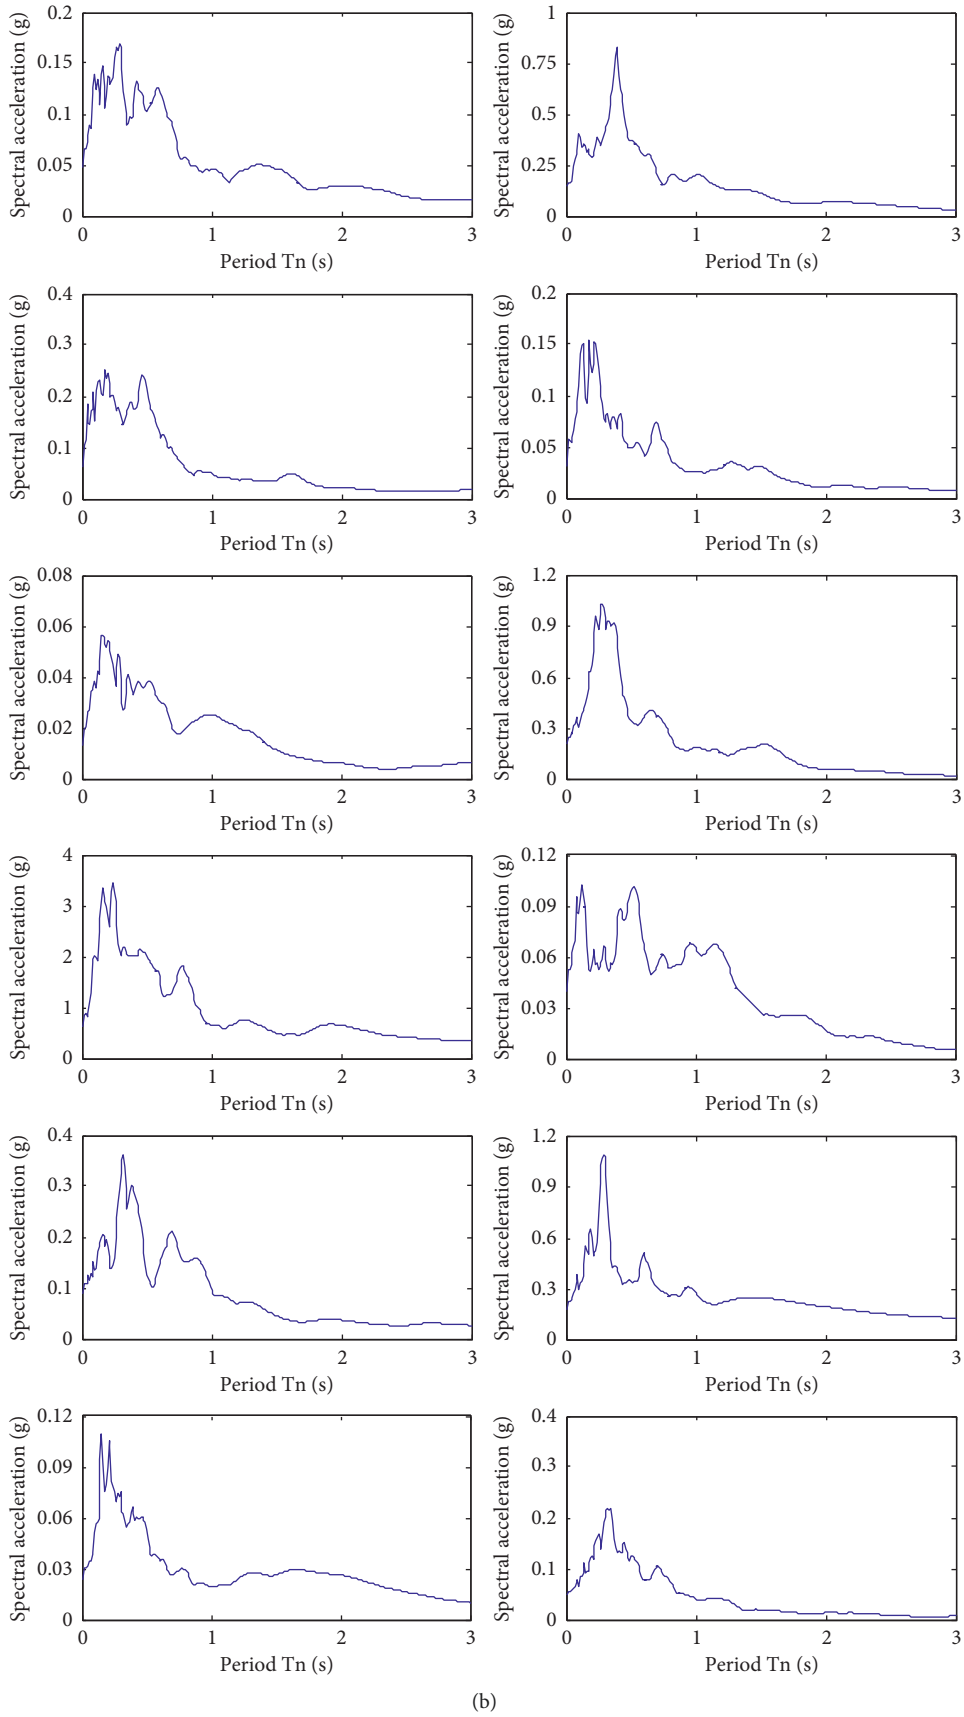 Spectral acceleration (g)
0.2
0.15
0.1
0.05
0
0 1 2 3
Period Tn (s)
Spectral acceleration (g)
1
0.75
0.5
0.25
0
0 1 2 3
Period Tn (s)
Spectral acceleration (g)
0.4
0.3
0.2
0.1
0
0 1 2 3
Period Tn (s)
Spectral acceleration (g)
0.2
0.15
0.1
0.05
0
0 1 2 3
Period Tn (s)
Spectral acceleration (g)
0.08
0.06
0.04
0.02
0
0 1 2 3
Period Tn (s)
Spectral acceleration (g)
1.2
0.9
0.6
0.3
0
0 1 2 3
Period Tn (s)
Spectral acceleration (g)
4
3
2
1
0
0 1 2 3
Period Tn (s)
Spectral acceleration (g)
0.12
0.09
0.06
0.03
0
0 1 2 3
Period Tn (s)
Spectral acceleration (g)
0.4
0.3
0.2
0.1
0
0 1 2 3
Period Tn (s)
Spectral acceleration (g)
1.2
0.9
0.6
0.3
0
0 1 2 3
Period Tn (s)
Spectral acceleration (g)
0.12
0.09
0.06
0.03
0
0 1 2 3
Period Tn (s)
Spectral acceleration (g)
0.4
0.3
0.2
0.1
0
0 1 2 3
Period Tn (s)
(b)